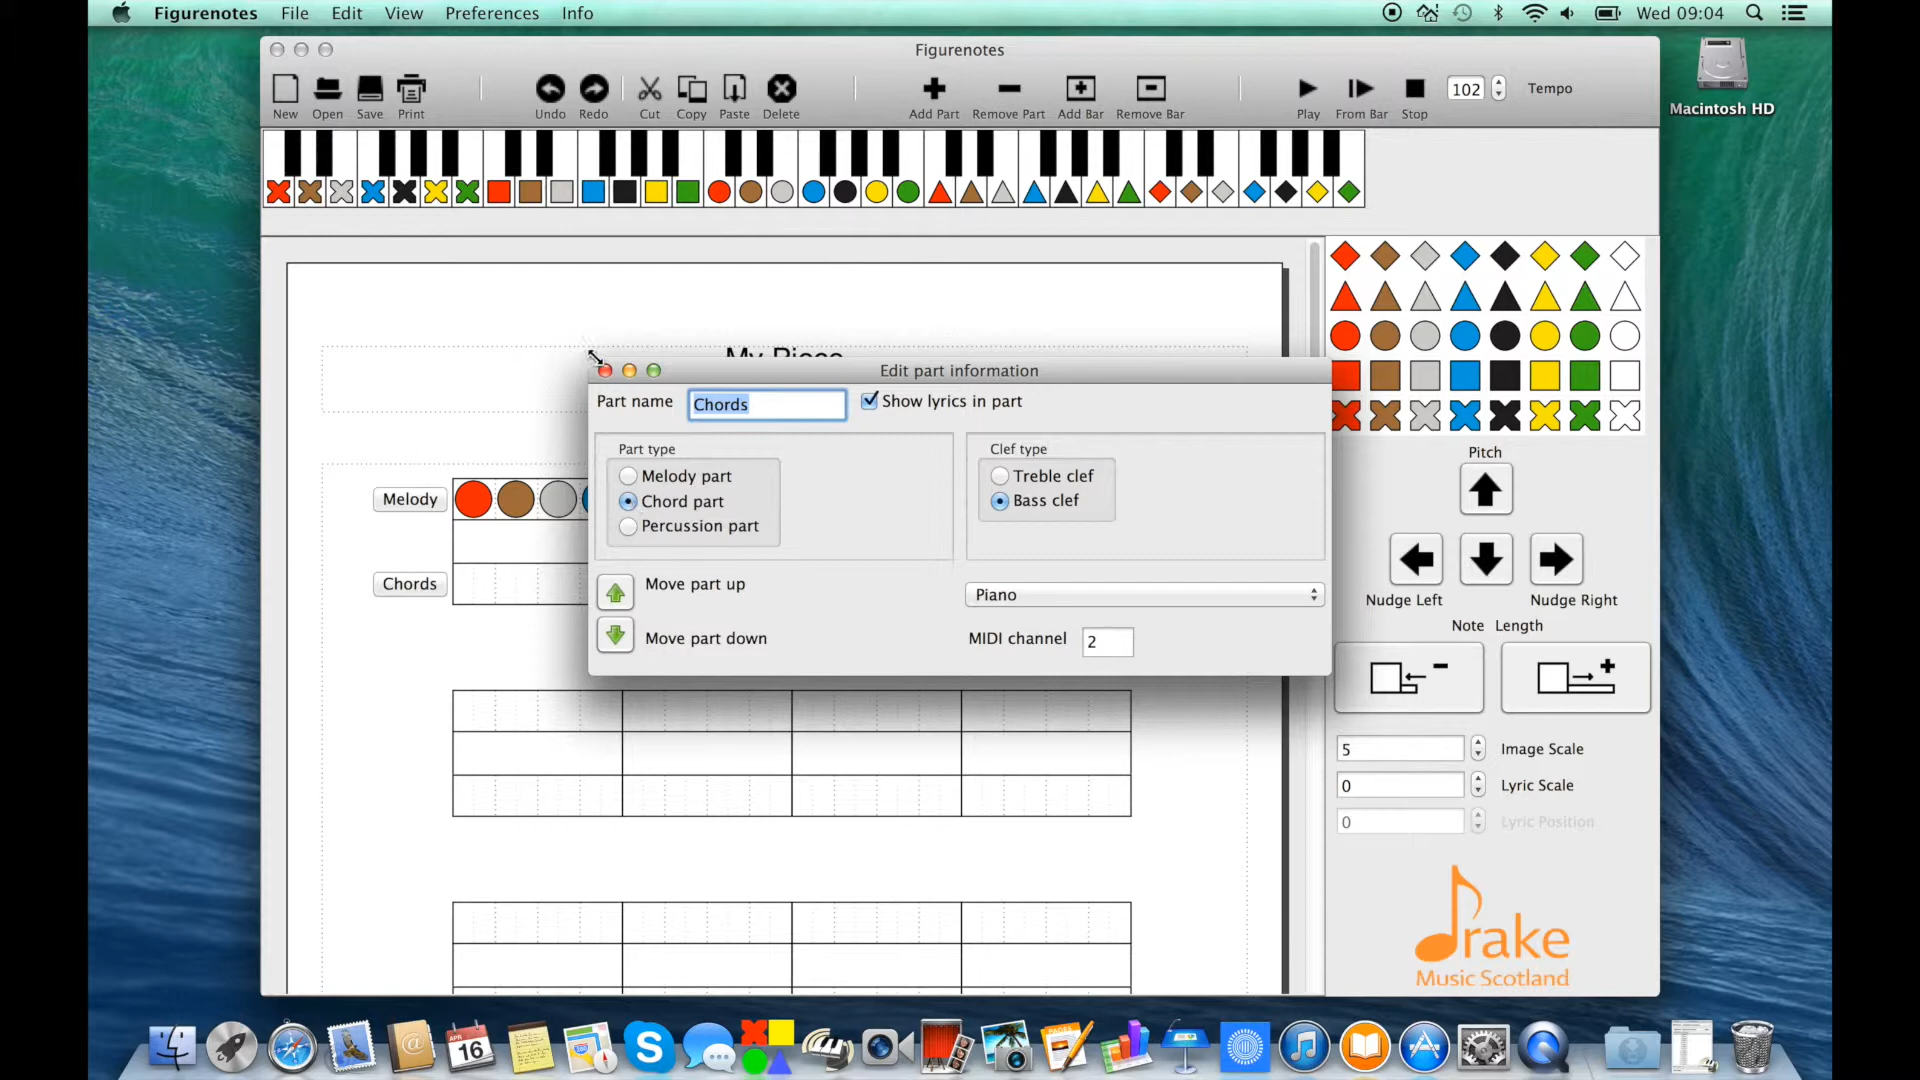 Figurenotes File Edit View Preferences Info Wed 09:04
Figurenotes
New Open Save Print Undo Redo Cut Copy Paste Delete Add Part Remove Part Add Bar Remove Bar Play From Bar Stop 102 Tempo
Macintosh HD
My Piece
Edit part information
Part name Chords Show lyrics in part
Part type
Melody part
Chord part
Percussion part
Clef type
Treble clef
Bass clef
Move part up
Piano
Move part down
MIDI channel 2
Melody
Chords
Pitch
Nudge Left Nudge Right
Note Length
5 Image Scale
0 Lyric Scale
0 Lyric Position
Drake
Music Scotland
APR
16
PAGES